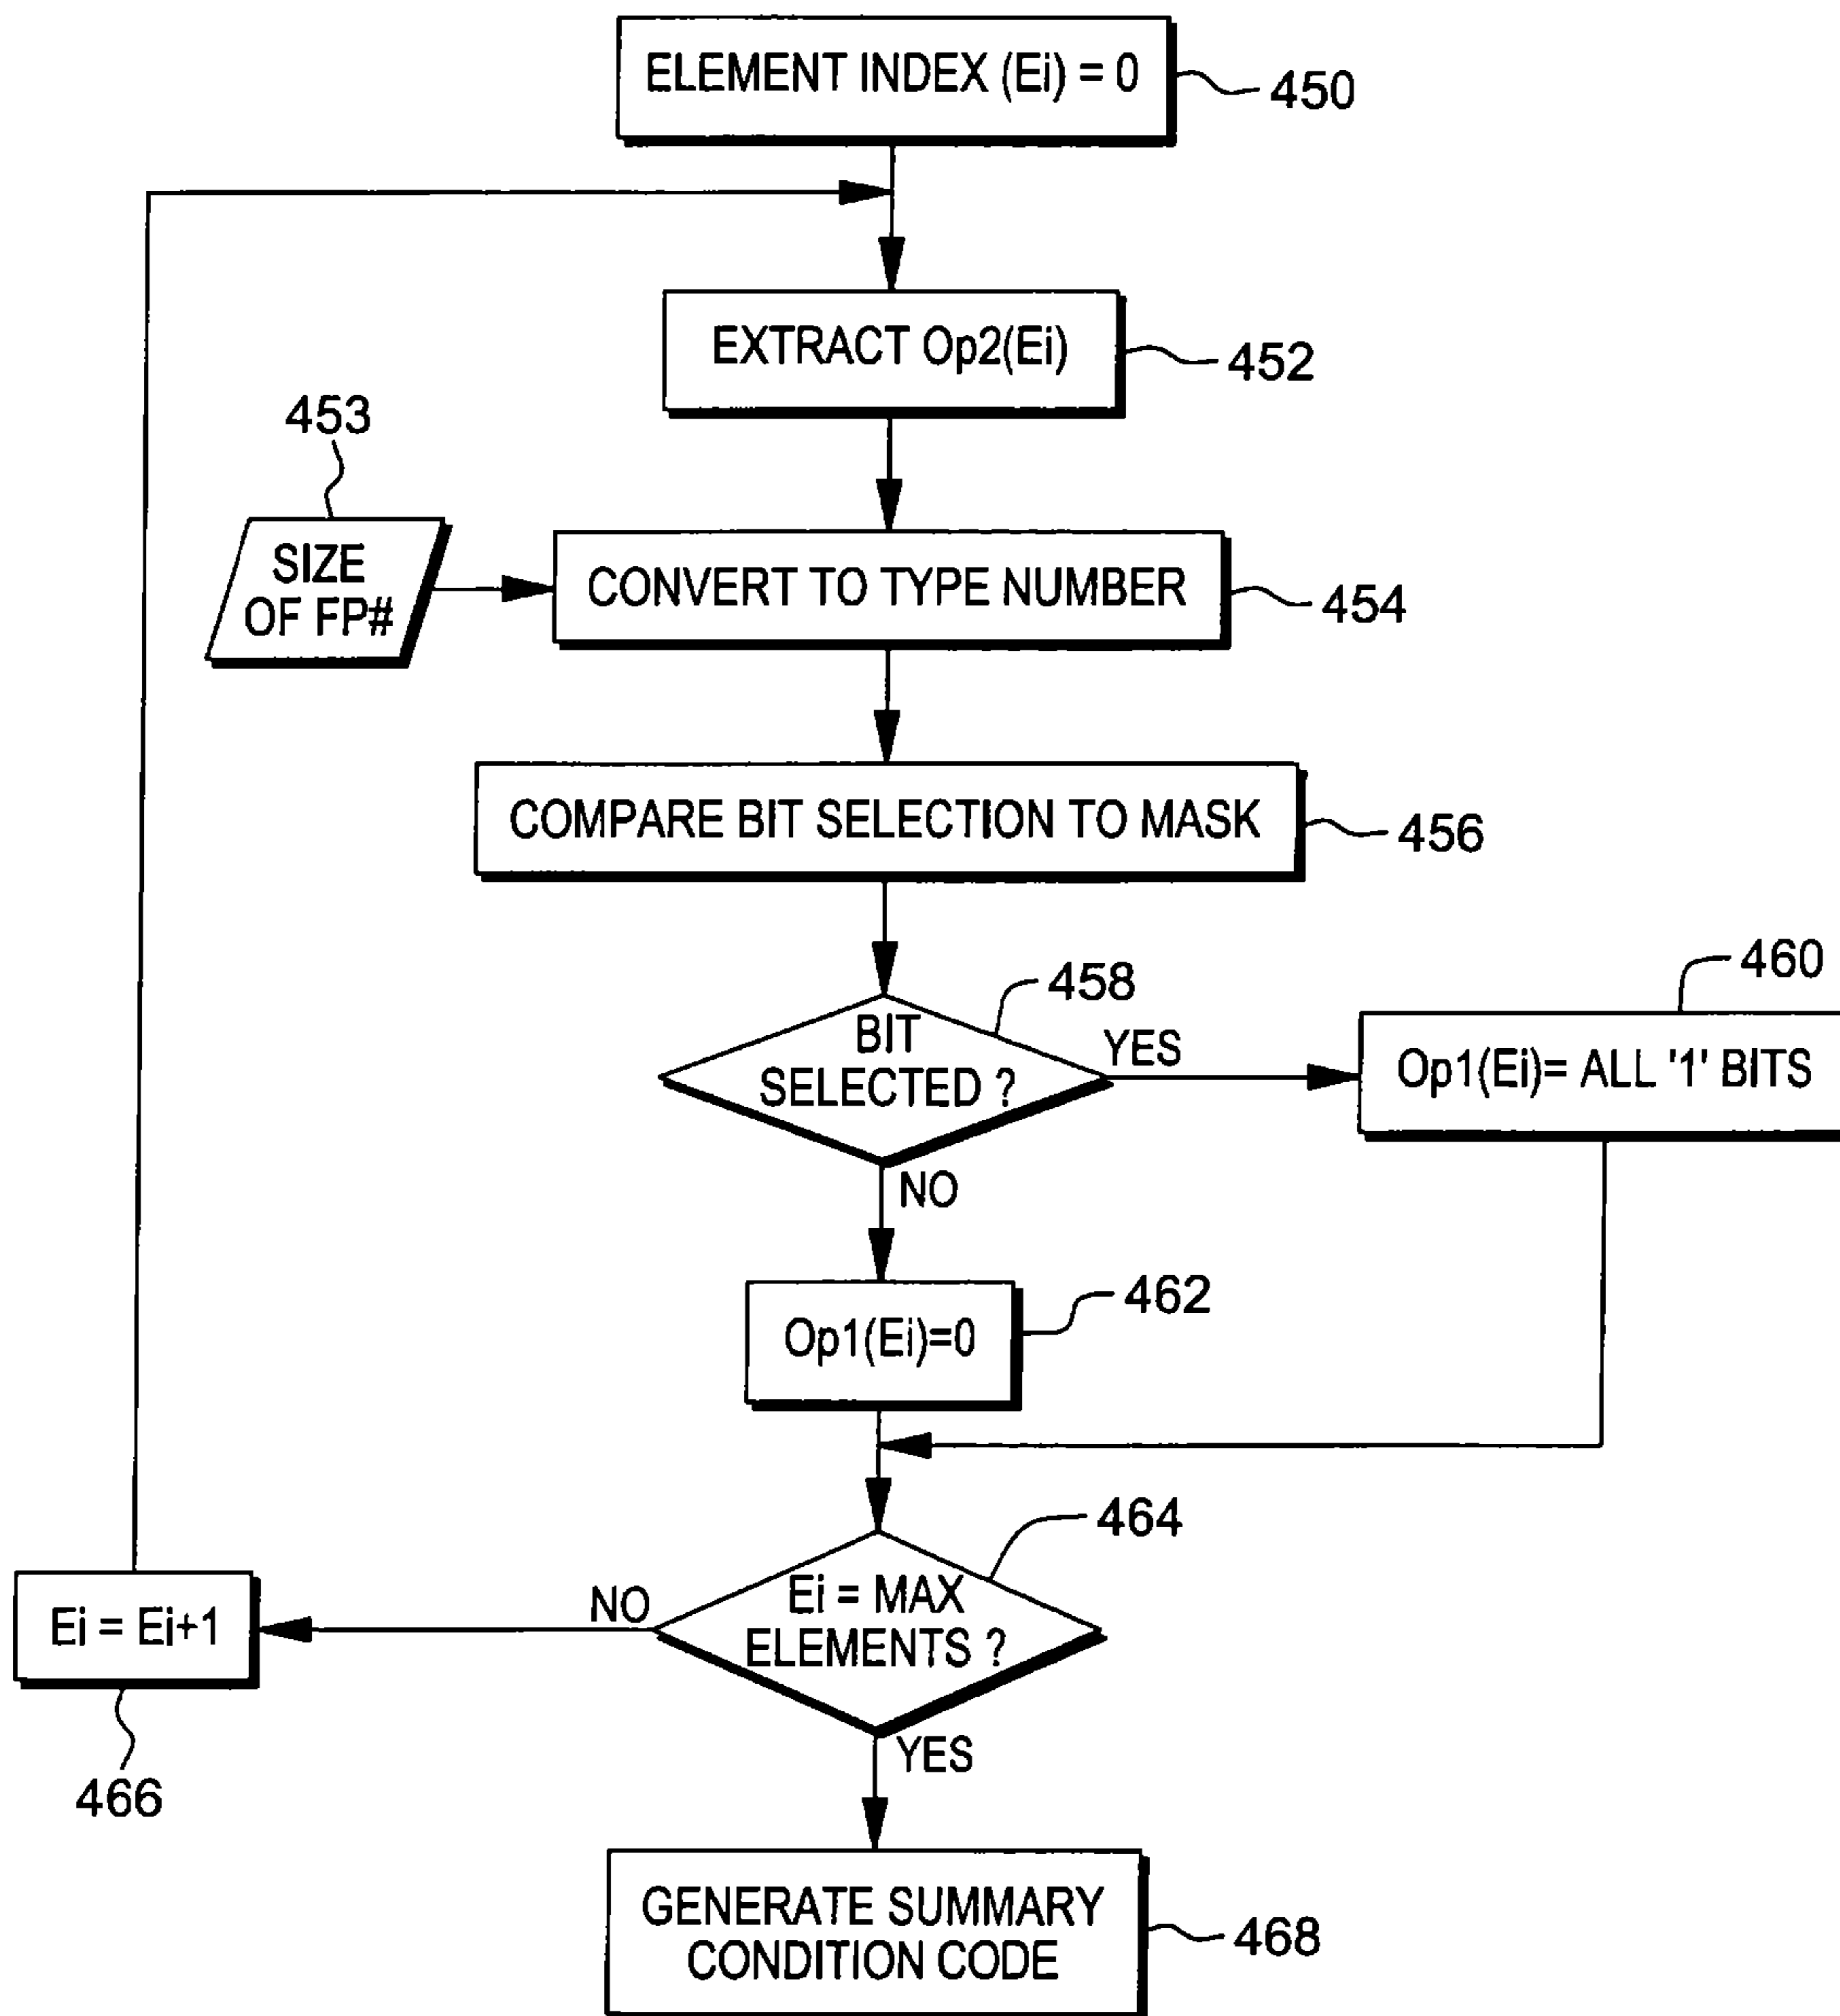 ELEMENT INDEX (Ei) = 0
450
EXTRACT Op2(Ei)
452
453
SIZE
OF FP#
CONVERT TO TYPE NUMBER
454
COMPARE BIT SELECTION TO MASK
456
458
BIT
SELECTED ?
YES
460
Op1(Ei)= ALL '1' BITS
NO
462
Op1(Ei)=0
464
Ei = MAX
ELEMENTS ?
NO
Ei = Ei+1
466
YES
GENERATE SUMMARY
CONDITION CODE
468